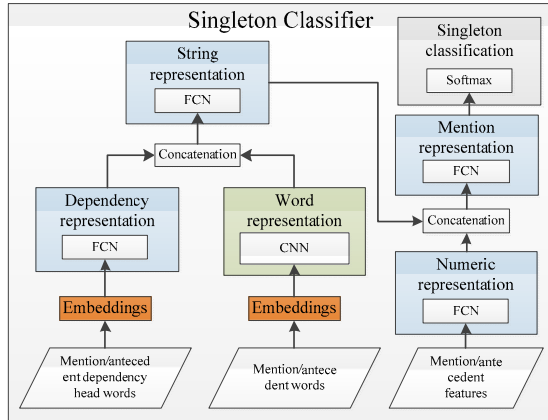 Singleton Classifier
String
representation
FCN
Concatenation
Dependency
representation
FCN
Word
representation
CNN
Embeddings
Embeddings
Mention/anteced
ent dependency
head words
Mention/antece
dent words
Singleton
classification
Softmax
Mention
representation
FCN
Concatenation
Numeric
representation
FCN
Mention/ante
cedent
features